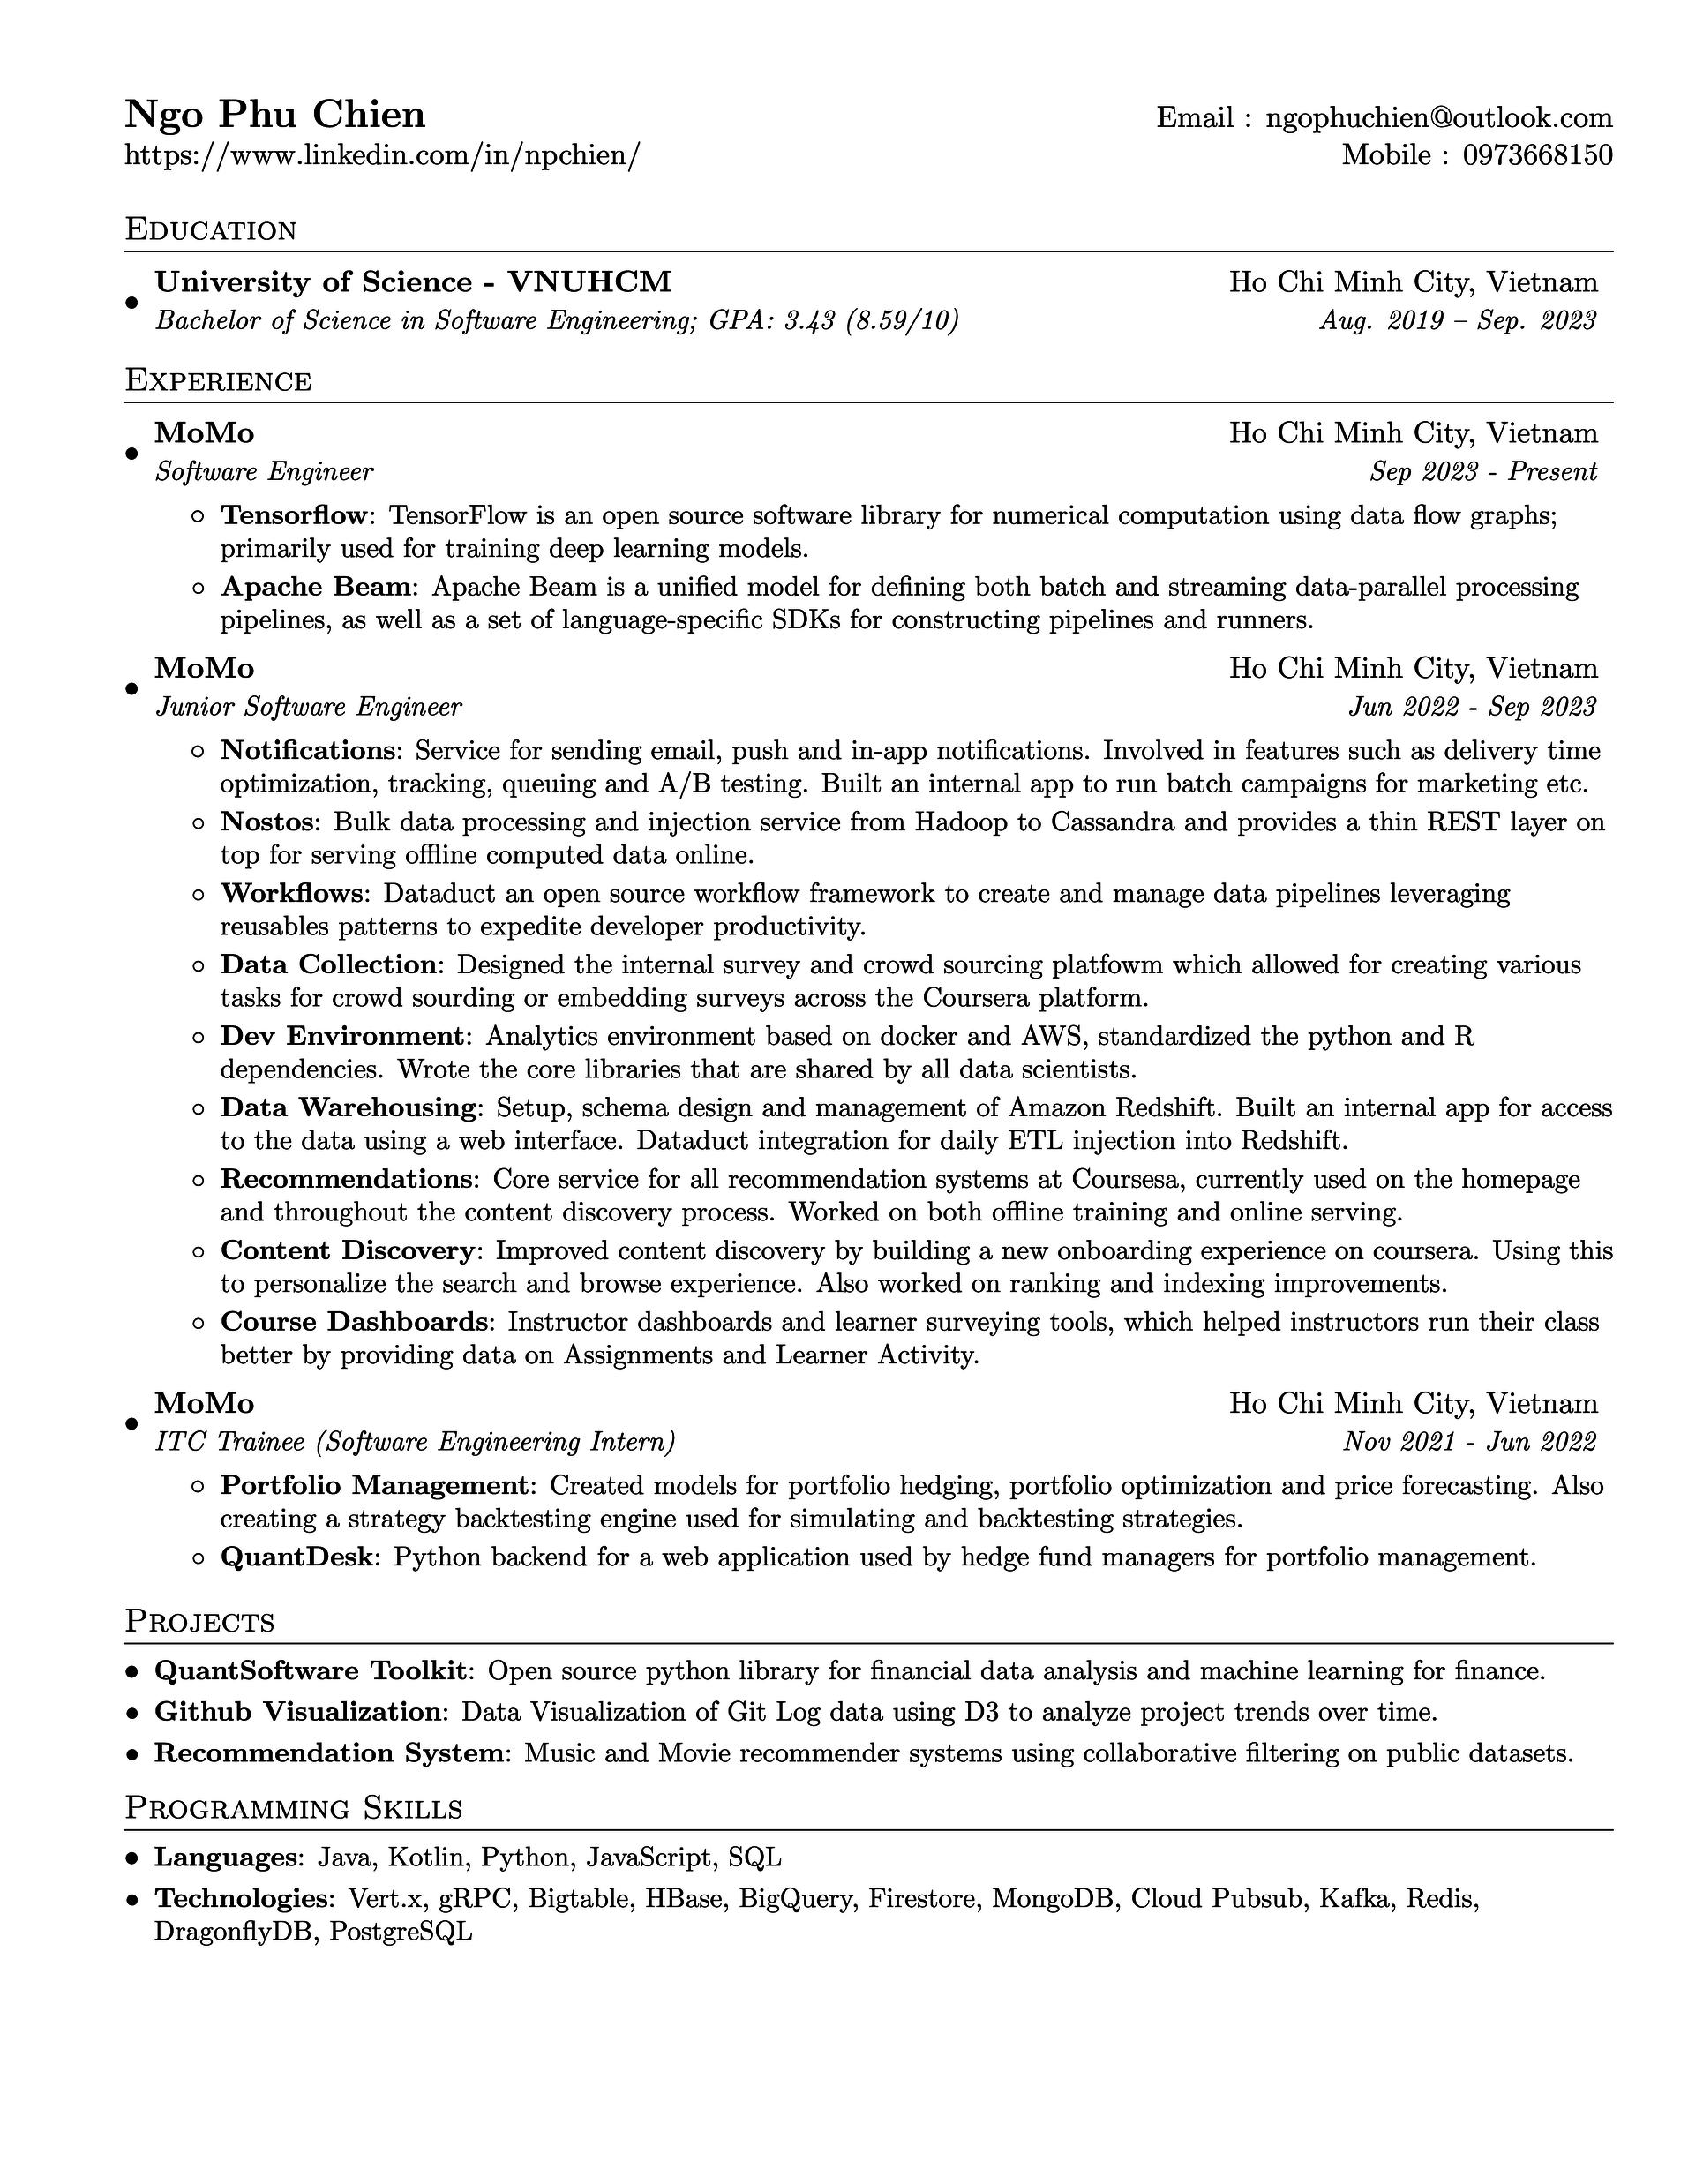 Ngo Phu Chien
Email : ngophuchien@outlook.com
https://www.linkedin.com/in/npchien/
Mobile : 0973668150
Education
University of Science - VNUHCM
Ho Chi Minh City, Vietnam
Bachelor of Science in Software Engineering; GPA: 3.43 (8.59/10)
Aug. 2019 – Sep. 2023
Experience
MoMo
Ho Chi Minh City, Vietnam
Software Engineer
Sep 2023 - Present
Tensorflow: TensorFlow is an open source software library for numerical computation using data flow graphs;
primarily used for training deep learning models.
Apache Beam: Apache Beam is a unified model for defining both batch and streaming data-parallel processing
pipelines, as well as a set of language-specific SDKs for constructing pipelines and runners.
MoMo
Ho Chi Minh City, Vietnam
Junior Software Engineer
Jun 2022 - Sep 2023
Notifications: Service for sending email, push and in-app notifications. Involved in features such as delivery time
optimization, tracking, queuing and A/B testing. Built an internal app to run batch campaigns for marketing etc.
Nostos: Bulk data processing and injection service from Hadoop to Cassandra and provides a thin REST layer on
top for serving offline computed data online.
Workflows: Dataduct an open source workflow framework to create and manage data pipelines leveraging
reusables patterns to expedite developer productivity.
Data Collection: Designed the internal survey and crowd sourcing platfowm which allowed for creating various
tasks for crowd sourding or embedding surveys across the Coursera platform.
Dev Environment: Analytics environment based on docker and AWS, standardized the python and R
dependencies. Wrote the core libraries that are shared by all data scientists.
Data Warehousing: Setup, schema design and management of Amazon Redshift. Built an internal app for access
to the data using a web interface. Dataduct integration for daily ETL injection into Redshift.
Recommendations: Core service for all recommendation systems at Coursesa, currently used on the homepage
and throughout the content discovery process. Worked on both offline training and online serving.
Content Discovery: Improved content discovery by building a new onboarding experience on coursera. Using this
to personalize the search and browse experience. Also worked on ranking and indexing improvements.
Course Dashboards: Instructor dashboards and learner surveying tools, which helped instructors run their class
better by providing data on Assignments and Learner Activity.
MoMo
Ho Chi Minh City, Vietnam
ITC Trainee (Software Engineering Intern)
Nov 2021 - Jun 2022
Portfolio Management: Created models for portfolio hedging, portfolio optimization and price forecasting. Also
creating a strategy backtesting engine used for simulating and backtesting strategies.
QuantDesk: Python backend for a web application used by hedge fund managers for portfolio management.
Projects
QuantSoftware Toolkit: Open source python library for financial data analysis and machine learning for finance.
Github Visualization: Data Visualization of Git Log data using D3 to analyze project trends over time.
Recommendation System: Music and Movie recommender systems using collaborative filtering on public datasets.
Programming Skills
Languages: Java, Kotlin, Python, JavaScript, SQL
Technologies: Vert.x, gRPC, Bigtable, HBase, BigQuery, Firestore, MongoDB, Cloud Pubsub, Kafka, Redis,
DragonflyDB, PostgreSQL